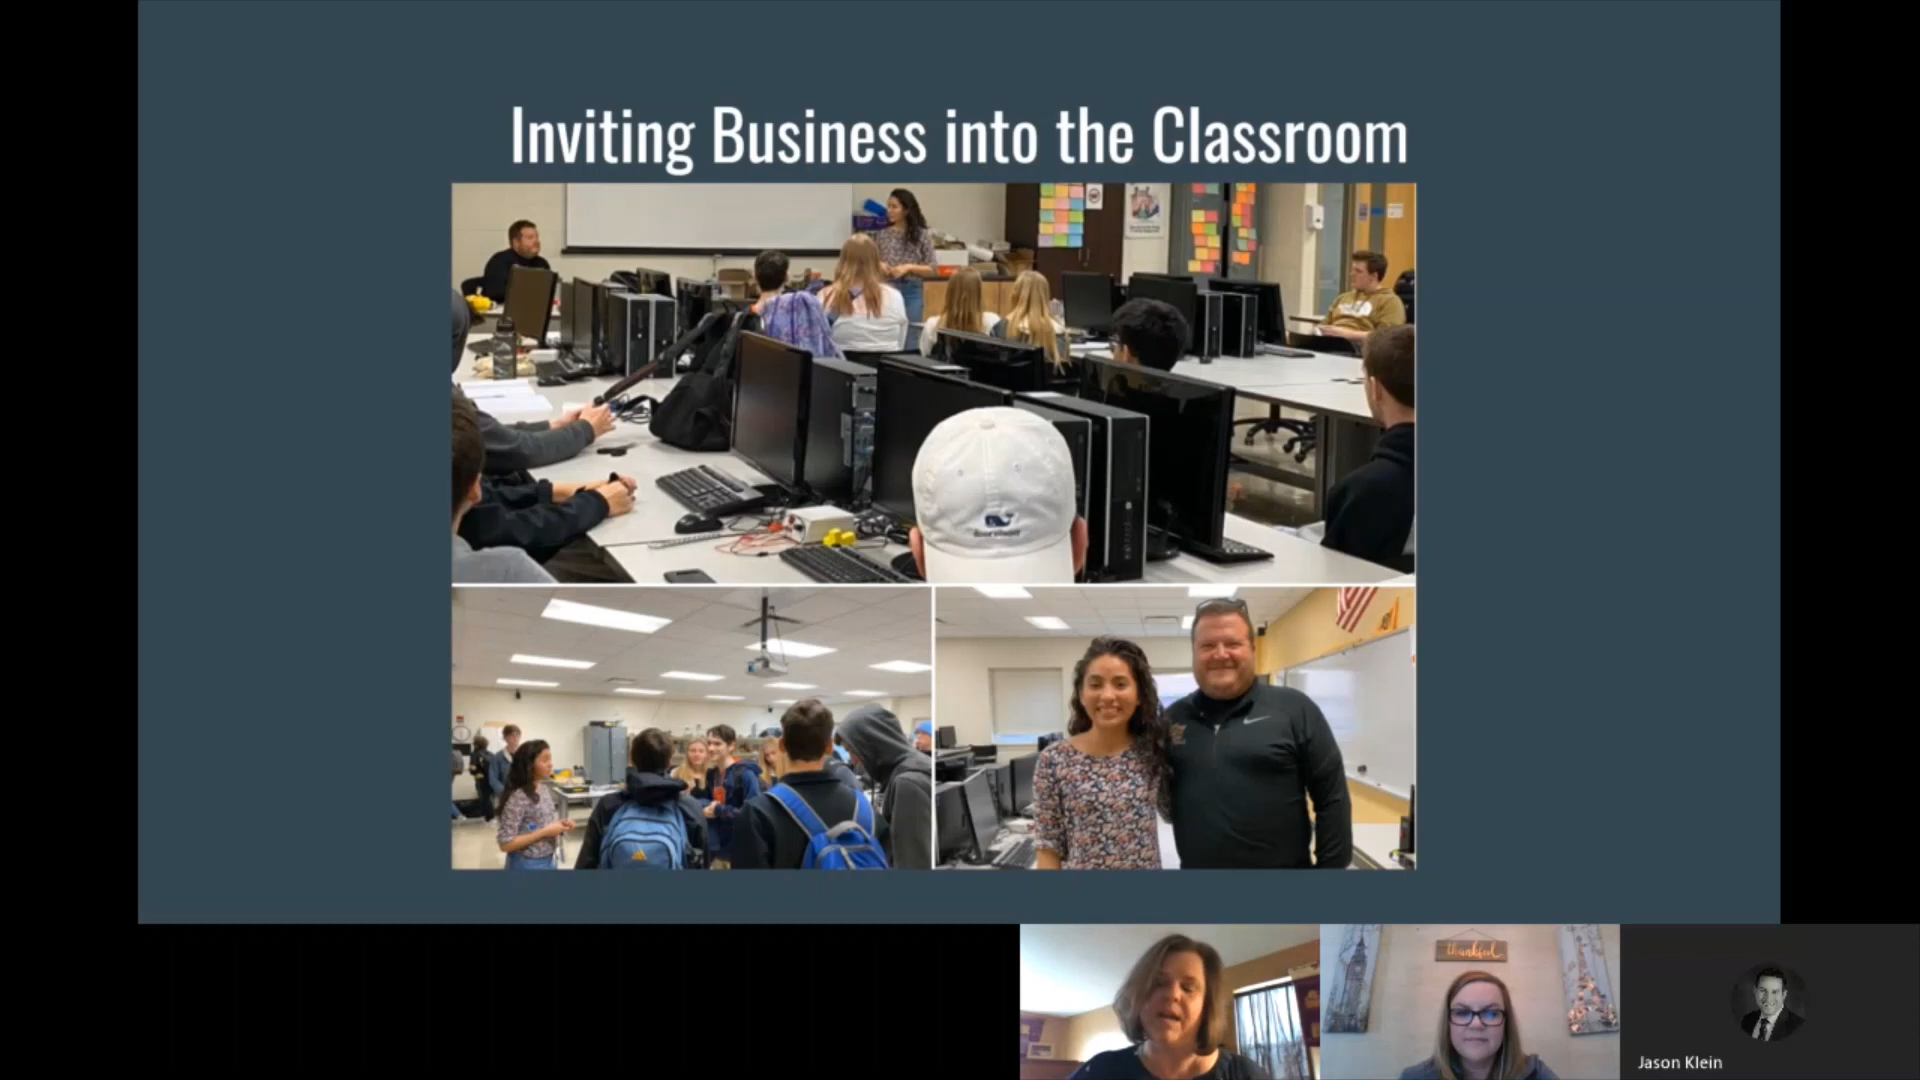 Inviting Business into the Classroom
thankful
Jason Klein